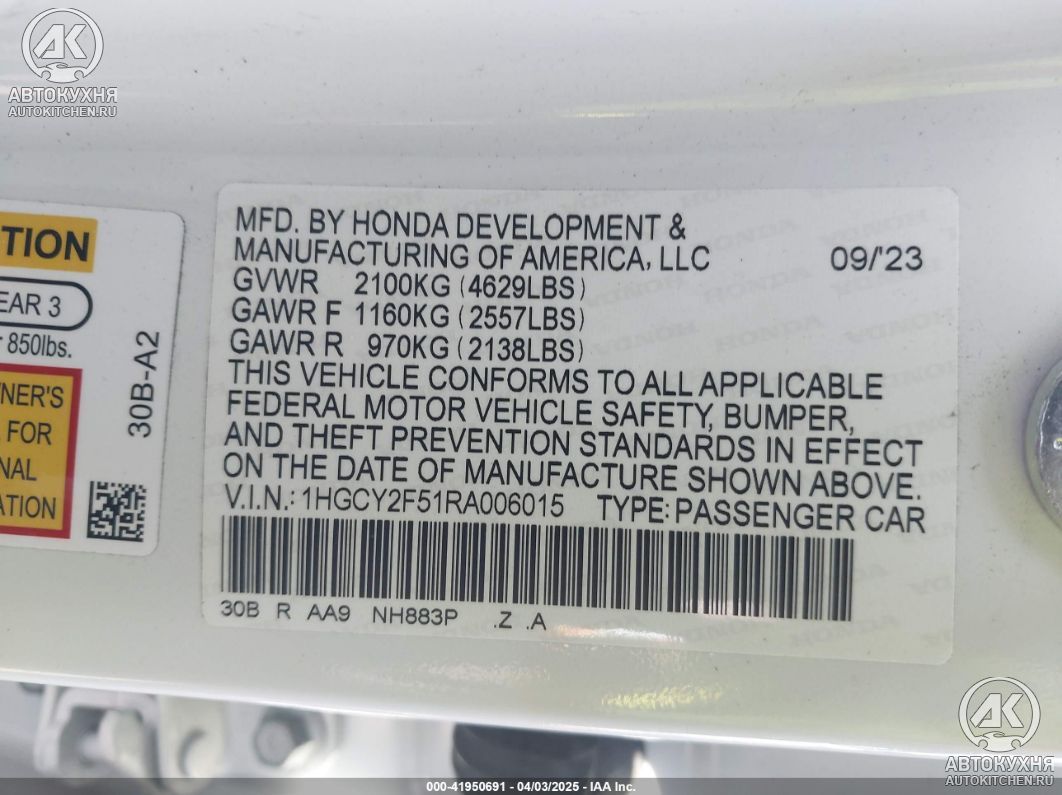 АК
АВТОКУХНЯ
AUTOKITCHEN.RU
TION
EAR 3
850lbs.
WNER'S
FOR
NAL
ATION
30B-A2
MFD. BY HONDA DEVELOPMENT &
MANUFACTURING OF AMERICA, LLC 09/'23
GVWR 2100KG (4629LBS)
GAWR F 1160KG (2557LBS)
GAWR R 970KG (2138LBS)
THIS VEHICLE CONFORMS TO ALL APPLICABLE
FEDERAL MOTOR VEHICLE SAFETY, BUMPER,
AND THEFT PREVENTION STANDARDS IN EFFECT
ON THE DATE OF MANUFACTURE SHOWN ABOVE.
V.I.N.: 1HGCY2F51RA006015 TYPE: PASSENGER CAR
30B R AA9 NH883P .Z .A
АК
АВТОКУХНЯ
AUTOKITCHEN.RU
000-41950691 - 04/03/2025 - IAA Inc.